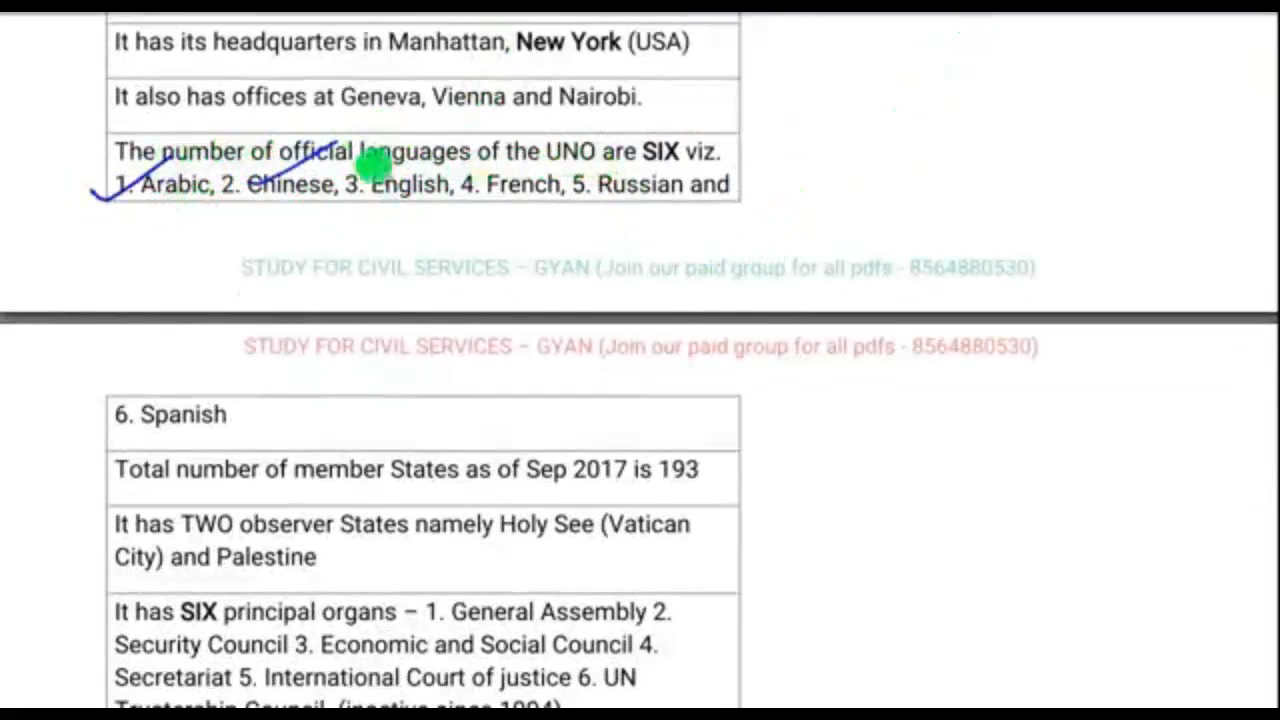 It has its headquarters in Manhattan, New York (USA)
It also has offices at Geneva, Vienna and Nairobi.
The number of official languages of the UNO are SIX viz.
1. Arabic, 2. Chinese, 3. English, 4. French, 5. Russian and
STUDY FOR CIVIL SERVICES – GYAN (Join our paid group for all pdfs - 8564880530)
STUDY FOR CIVIL SERVICES – GYAN (Join our paid group for all pdfs - 8564880530)
6. Spanish
Total number of member States as of Sep 2017 is 193
It has TWO observer States namely Holy See (Vatican
City) and Palestine
It has SIX principal organs – 1. General Assembly 2.
Security Council 3. Economic and Social Council 4.
Secretariat 5. International Court of justice 6. UN
Trusteeship Council (inactive since 1994)